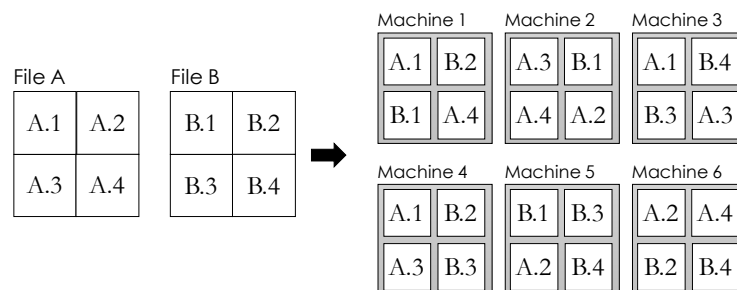 File A
A.1 A.2
A.3 A.4
File B
B.1 B.2
B.3 B.4
Machine 1
A.1 B.2
B.1 A.4
Machine 2
A.3 B.1
A.4 A.2
Machine 3
A.1 B.4
B.3 A.3
Machine 4
A.1 B.2
A.3 B.3
Machine 5
B.1 B.3
A.2 B.4
Machine 6
A.2 A.4
B.2 B.4